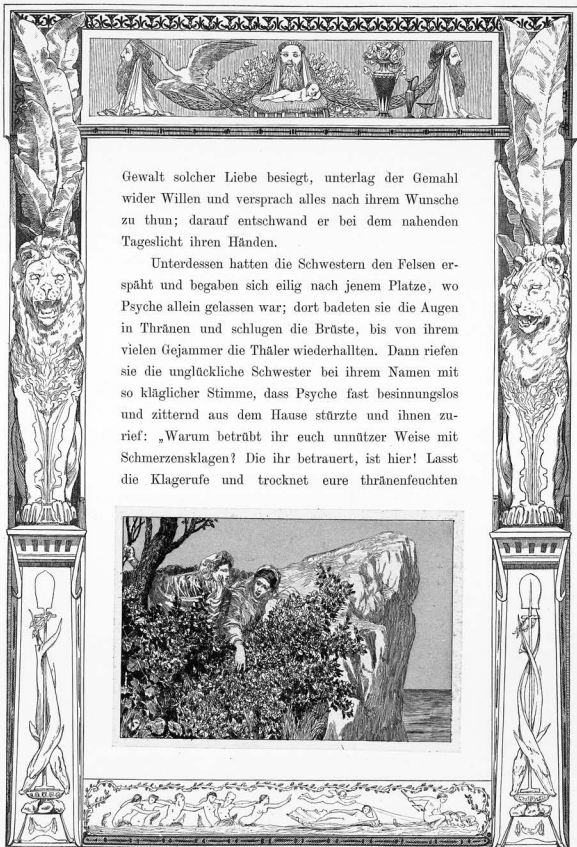 Gewalt solcher Liebe besiegt, unterlag der Gemahl
wider Willen und versprach alles nach ihrem Wunsche
zu thun; darauf entschwand er bei dem nahenden
Tageslicht ihren Händen.
Unterdessen hatten die Schwestern den Felsen er-
späht und begaben sich eilig nach jenem Platze, wo
Psyche allein gelassen war; dort badeten sie die Augen
in Thränen und schlugen die Brüste, bis von ihrem
vielen Gejammer die Thäler wiederhallten. Dann riefen
sie die unglückliche Schwester bei ihrem Namen mit
so kläglicher Stimme, dass Psyche fast besinnungslos
und zitternd aus dem Hause stürzte und ihnen zu-
rief: „Warum betrübt ihr euch unnützer Weise mit
Schmerzensklagen? Die ihr betrauert, ist hier! Lasst
die Klagerufe und trocknet eure thränenfeuchten